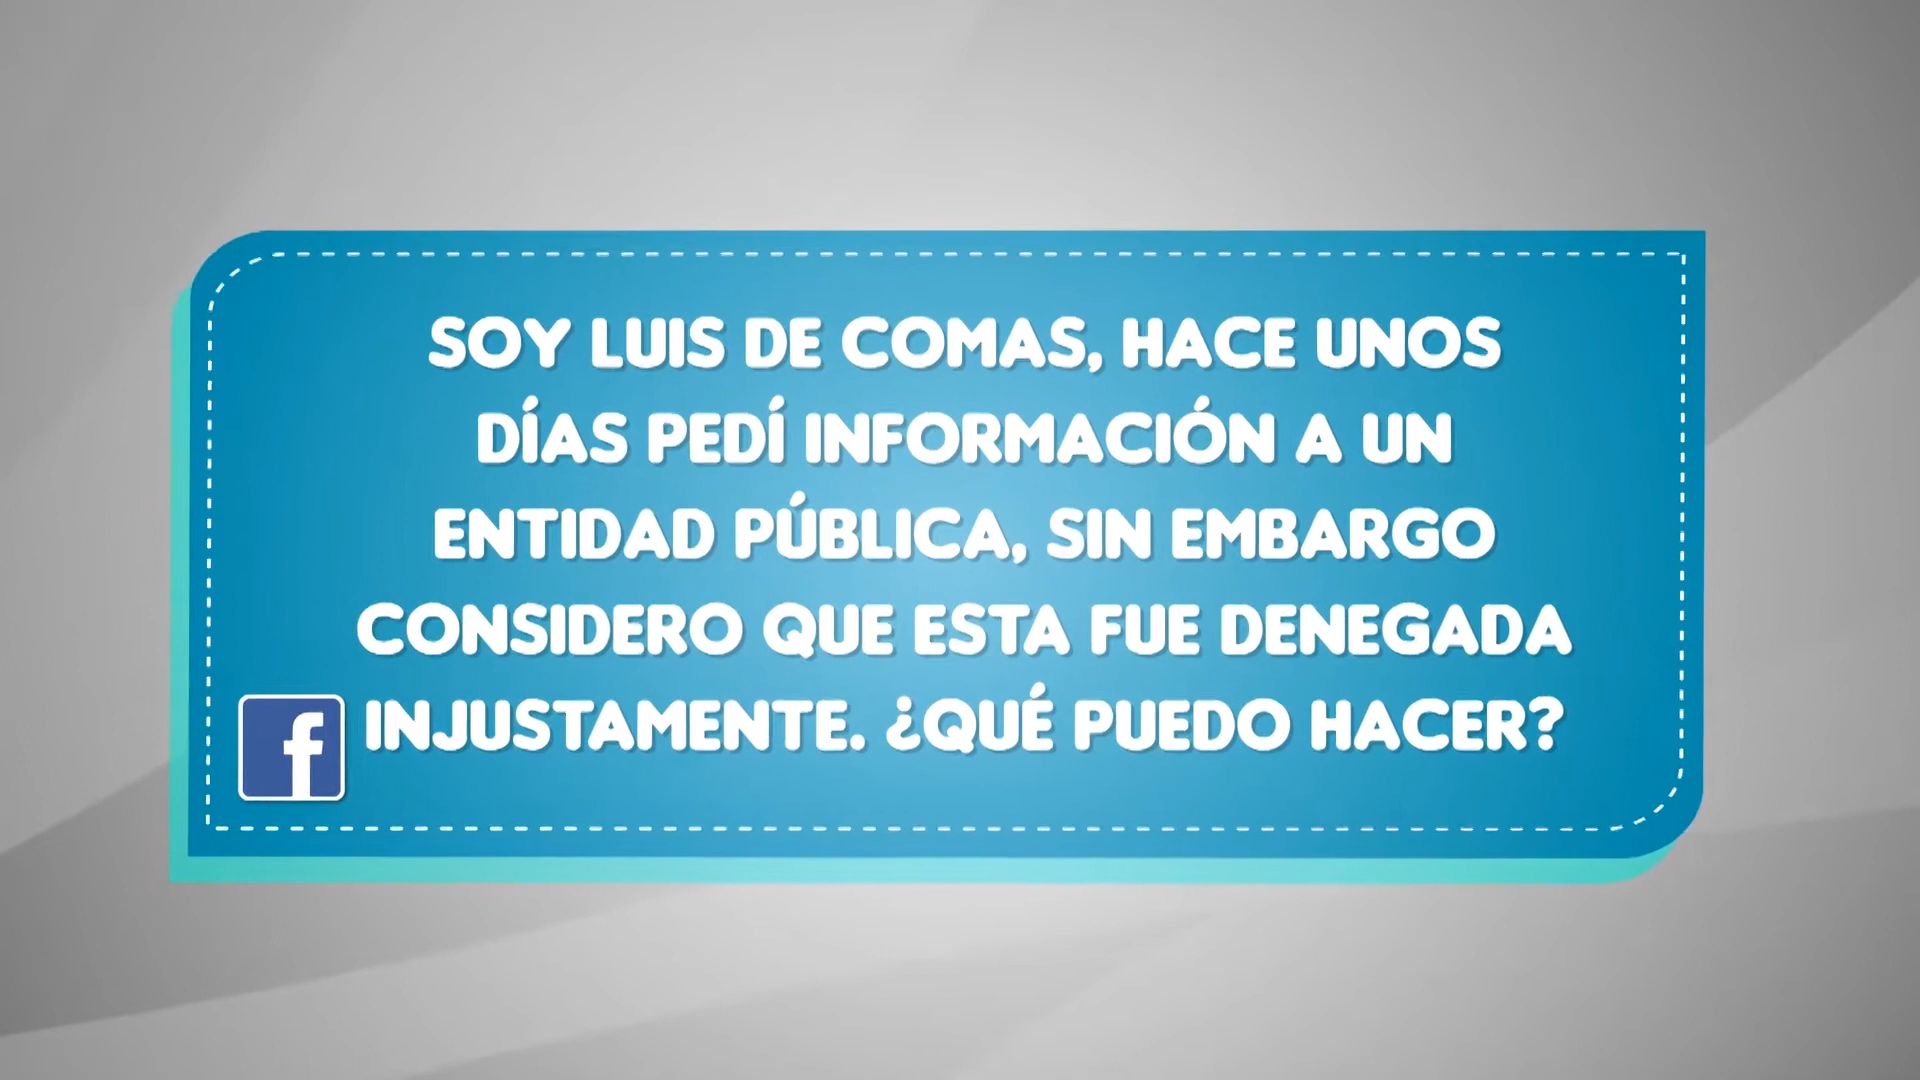 SOY LUIS DE COMAS, HACE UNOS
DÍAS PEDÍ INFORMACIÓN A UN
ENTIDAD PÚBLICA, SIN EMBARGO
CONSIDERO QUE ESTA FUE DENEGADA
INJUSTAMENTE. ¿QUÉ PUEDO HACER?
f